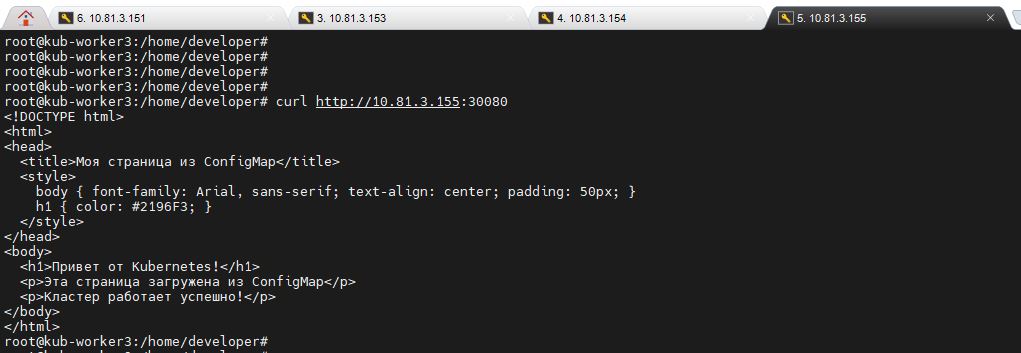 6. 10.81.3.151
3. 10.81.3.153
4. 10.81.3.154
5. 10.81.3.155
root@kub-worker3:/home/developer#
root@kub-worker3:/home/developer#
root@kub-worker3:/home/developer#
root@kub-worker3:/home/developer#
root@kub-worker3:/home/developer# curl http://10.81.3.155:30080
<!DOCTYPE html>
<html>
<head>
  <title>Моя страница из ConfigMap</title>
  <style>
    body { font-family: Arial, sans-serif; text-align: center; padding: 50px; }
    h1 { color: #2196F3; }
  </style>
</head>
<body>
  <h1>Привет от Kubernetes!</h1>
  <p>Эта страница загружена из ConfigMap</p>
  <p>Кластер работает успешно!</p>
</body>
</html>
root@kub-worker3:/home/developer#